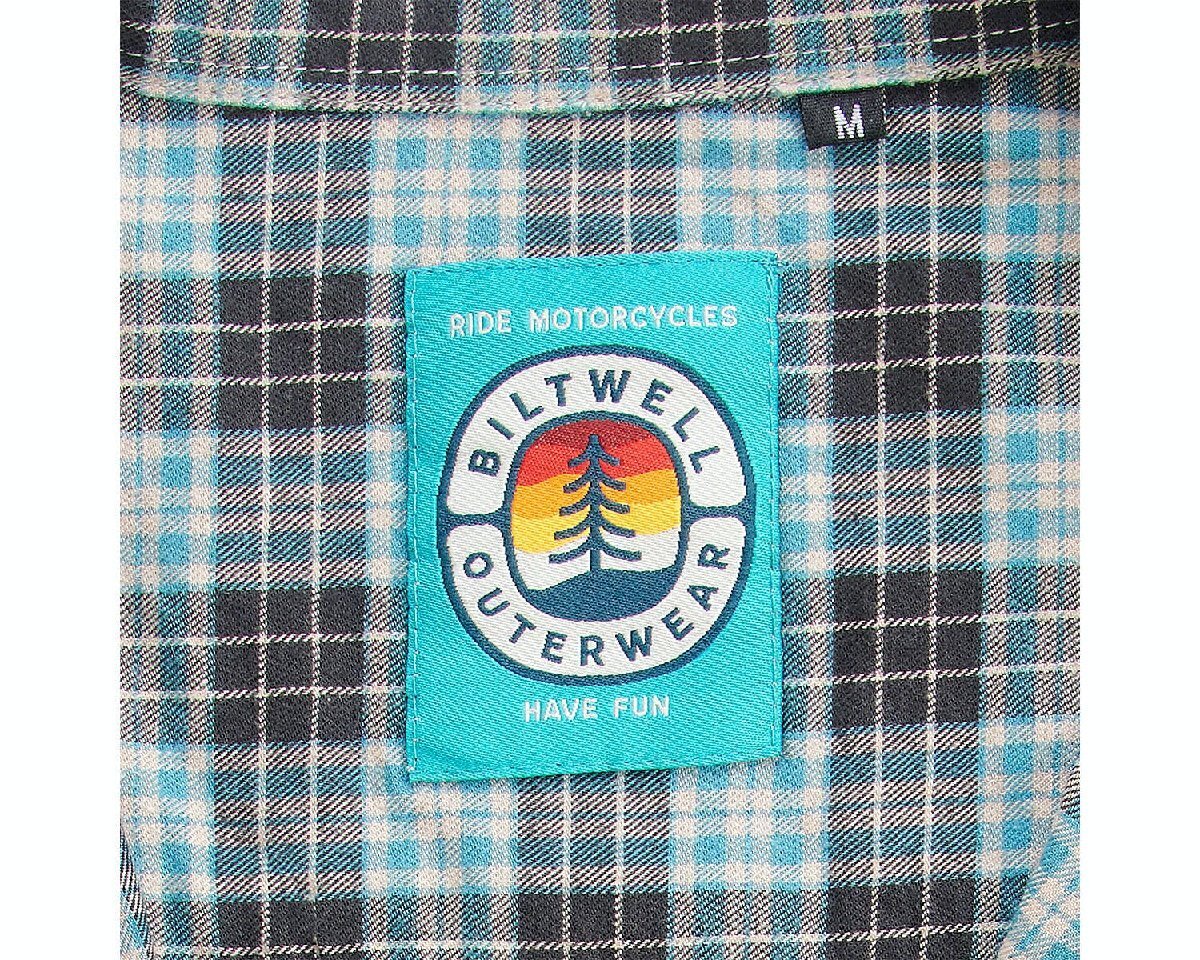 M
RIDE MOTORCYCLES
BILTWELL
OUTERWEAR
HAVE FUN